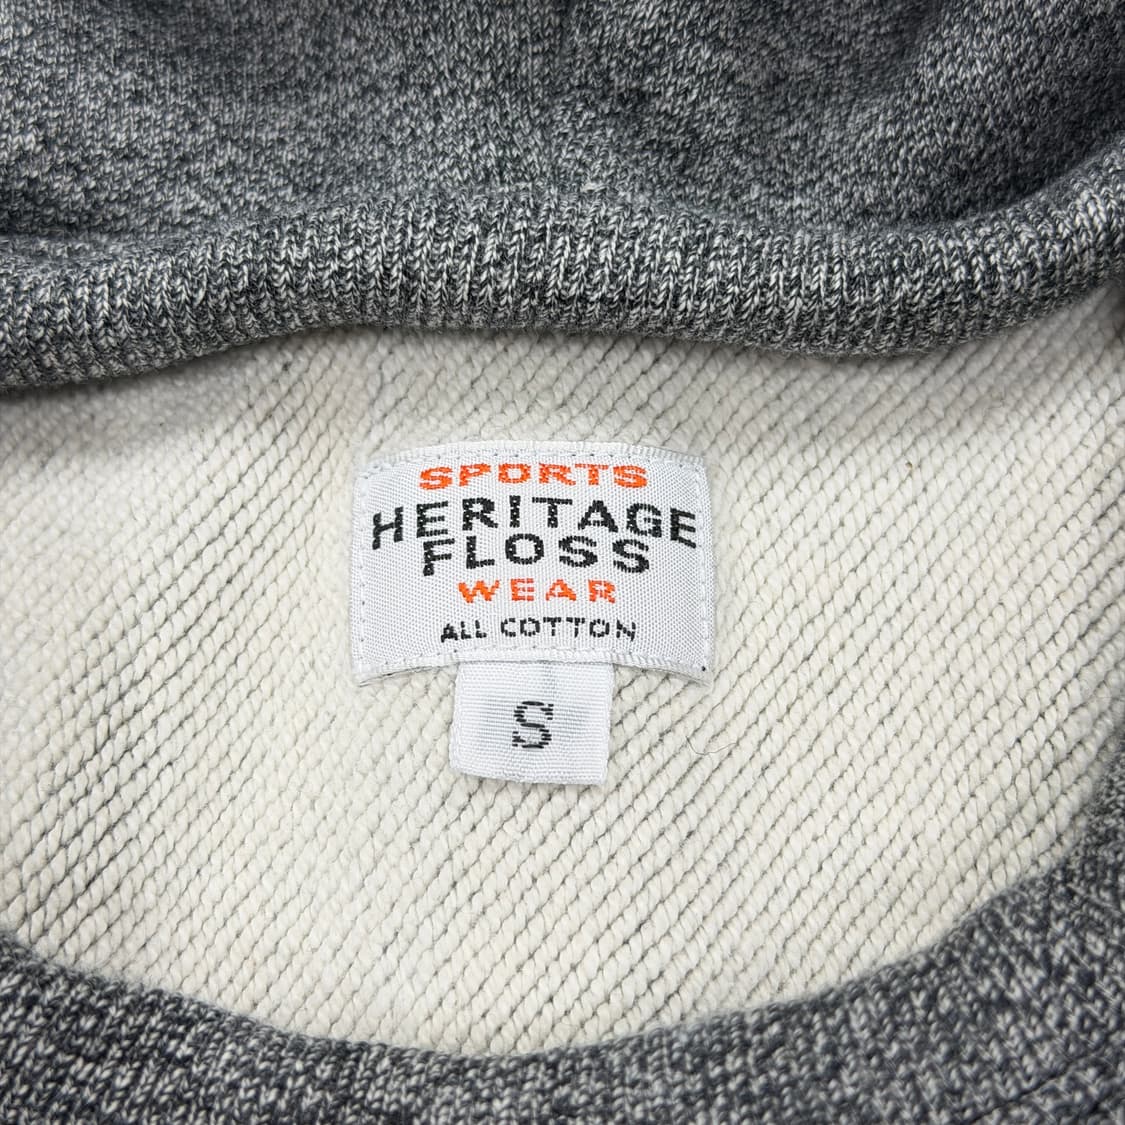 SPORTS
HERITAGE
FLOSS
WEAR
ALL COTTON
S